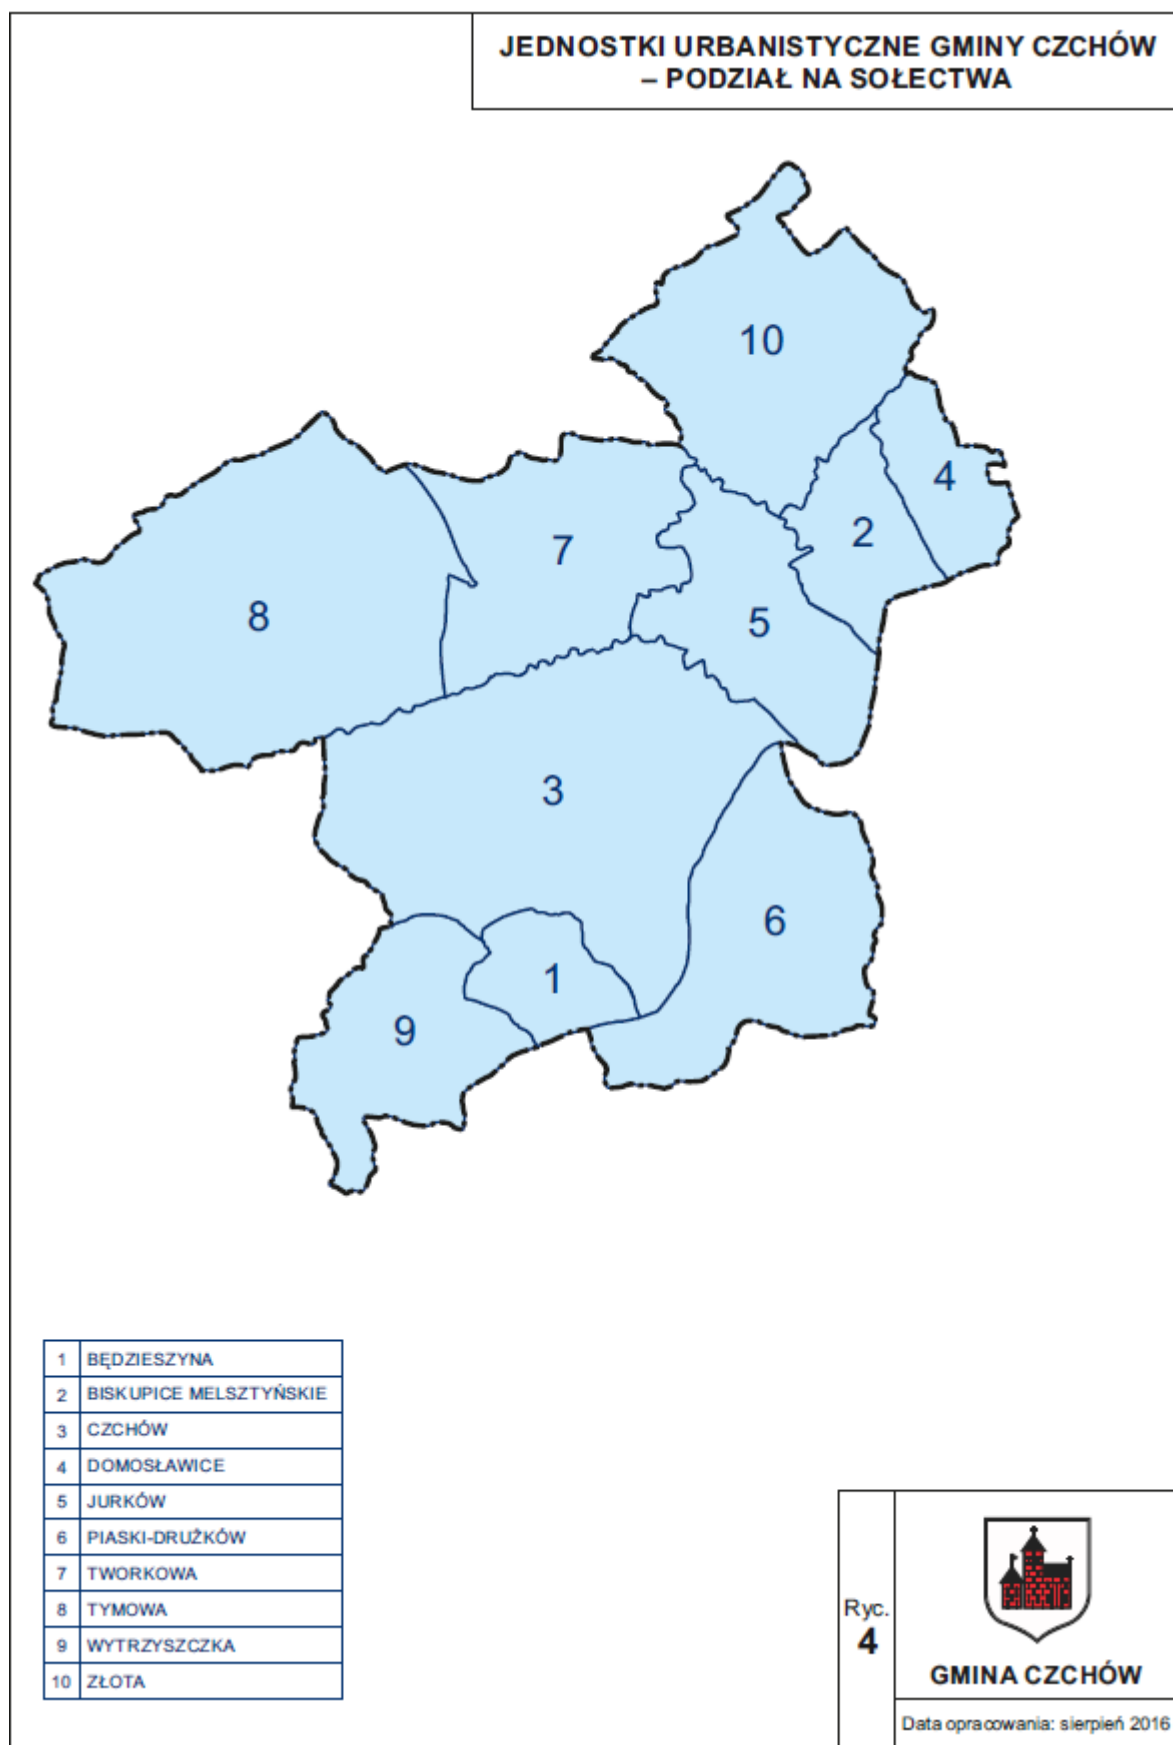 JEDNOSTKI URBANISTYCZNE GMINY CZCHÓW
– PODZIAŁ NA SOŁECTWA
10
4
2
7
5
8
3
6
1
9
1 BĘDZIESZYNA
2 BISKUPICE MELSZTYŃSKIE
3 CZCHÓW
4 DOMOSŁAWICE
5 JURKÓW
6 PIASKI-DRUŻKÓW
7 TWORKOWA
8 TYMOWA
9 WYTRZYSZCZKA
10 ZŁOTA
Ryc.
4
GMINA CZCHÓW
Data opracowania: sierpień 2016